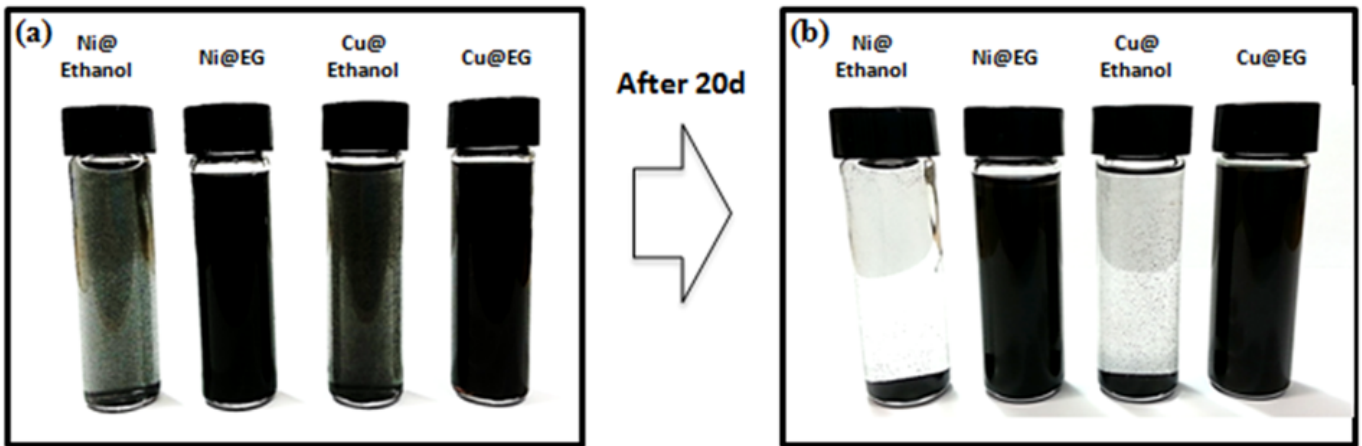 (a)
Ni@
Ethanol
Ni@EG
Cu@
Ethanol
Cu@EG
After 20d
(b)
Ni@
Ethanol
Ni@EG
Cu@
Ethanol
Cu@EG